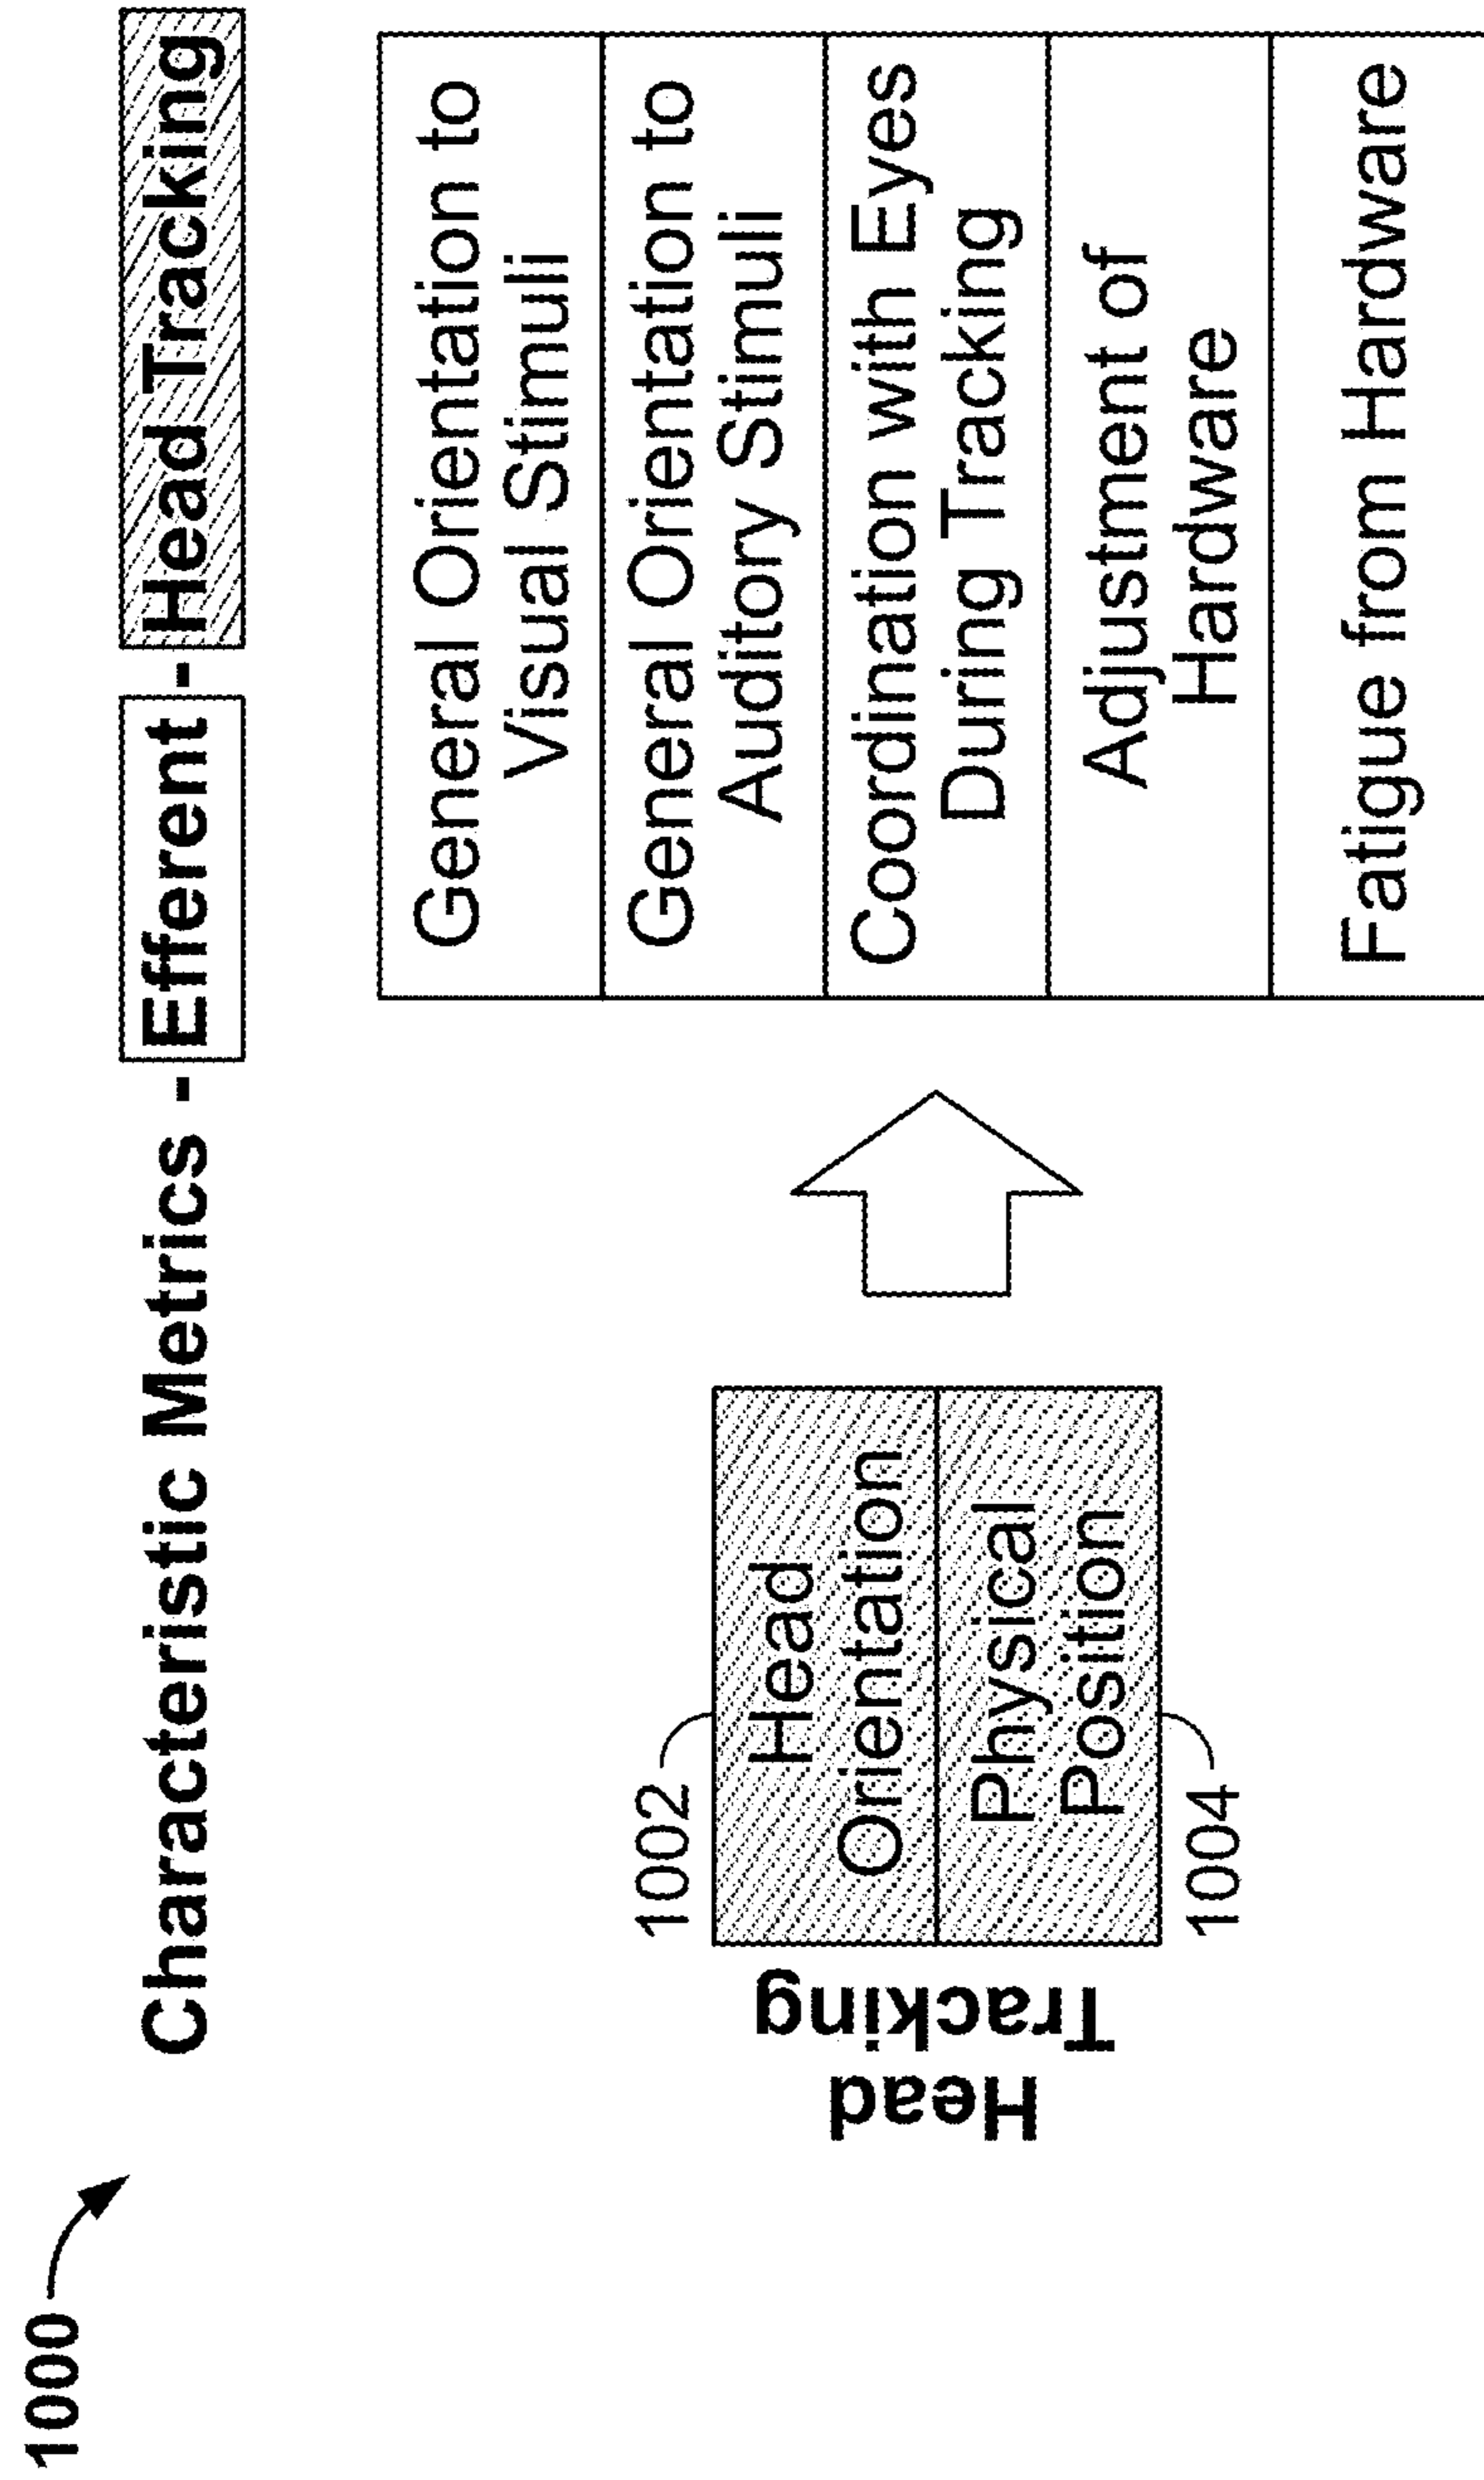 1000
Characteristic Metrics - Efferent - Head Tracking
Head
Tracking
1002
Head
Orientation
Physical
Position
1004
General Orientation to
Visual Stimuli
General Orientation to
Auditory Stimuli
Coordination with Eyes
During Tracking
Adjustment of
Hardware
Fatigue from Hardware